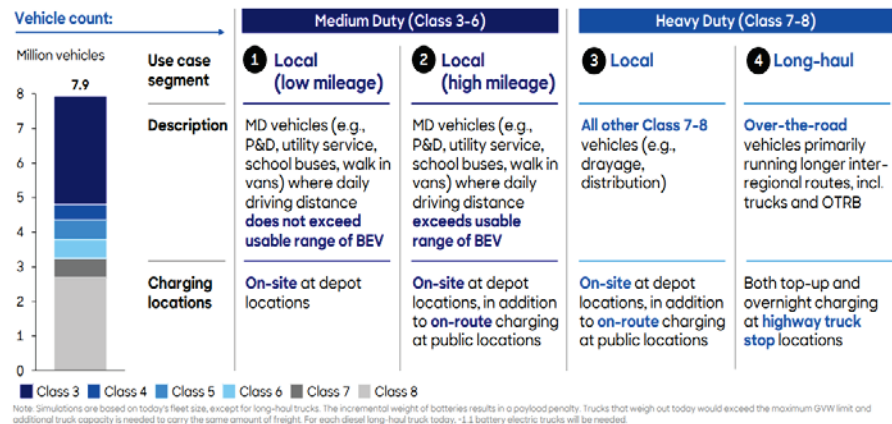 Vehicle count:
Million vehicles
7.9
8
7
6
5
4
3
2
1
0
Medium Duty (Class 3-6)
Heavy Duty (Class 7-8)
Use case
segment
1 Local
(low mileage)
2 Local
(high mileage)
3 Local
4 Long-haul
Description
MD vehicles (e.g.,
P&D, utility service,
school buses, walk in
vans) where daily
driving distance
does not exceed
usable range of BEV
MD vehicles (e.g.,
P&D, utility service,
school buses, walk in
vans) where daily
driving distance
exceeds usable
range of BEV
All other Class 7-8
vehicles (e.g.,
drayage,
distribution)
Over-the-road
vehicles primarily
running longer inter-
regional routes, incl.
trucks and OTRB
Charging
locations
On-site at depot
locations
On-site at depot
locations, in addition
to on-route charging
at public locations
On-site at depot
locations, in addition
to on-route charging
at public locations
Both top-up and
overnight charging
at highway truck
stop locations
Class 3 Class 4 Class 5 Class 6 Class 7 Class 8
Note: Simulations are based on today's fleet size, except for long-haul trucks. The incremental weight of batteries results in a payload penalty. Trucks that weigh out today would exceed the maximum GVW limit and
additional truck capacity is needed to carry the same amount of freight. For each diesel long-haul truck today, ~1.1 battery electric trucks will be needed.